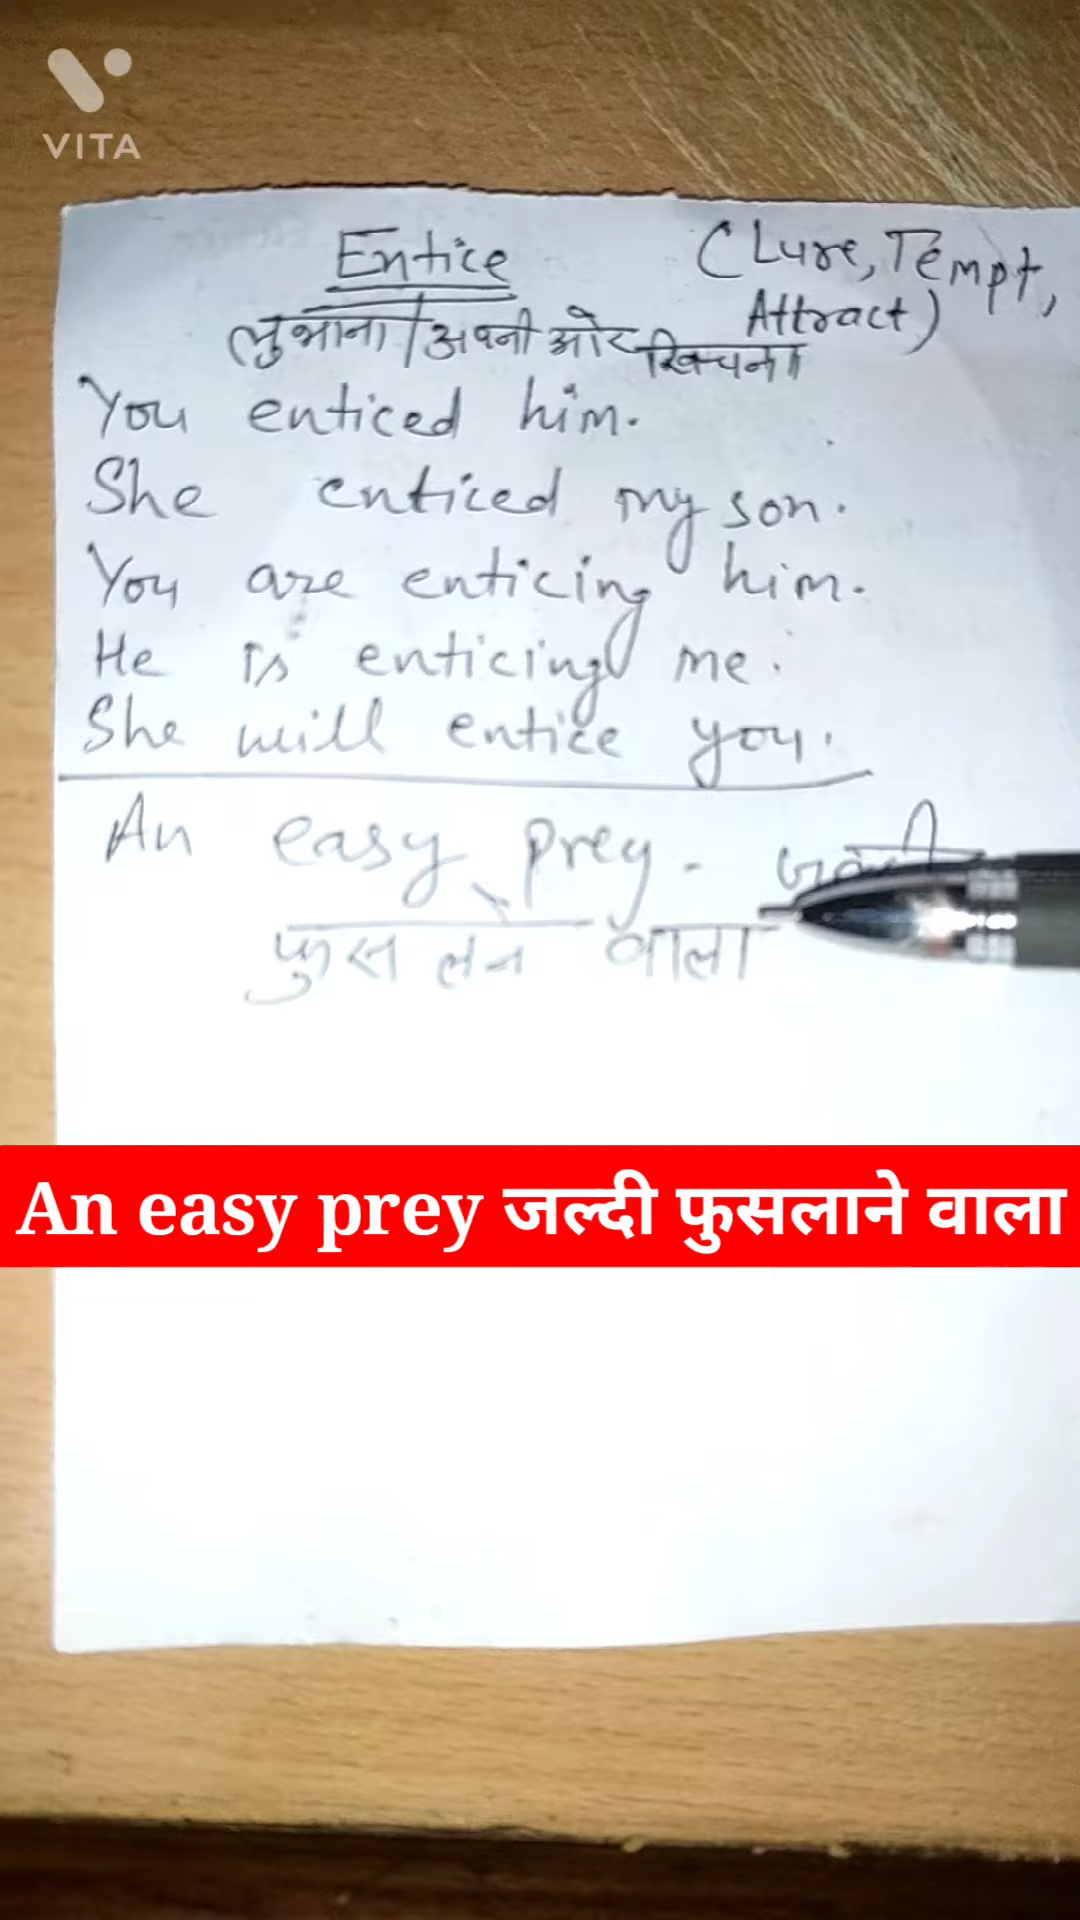 VITA
Entice (Lure, Tempt,
Attract)
लुभाना / अपनी ओर खिचना
You enticed him.
She enticed my son.
You are enticing him.
He is enticing me.
She will entice you.
An easy prey -
फुसलने वाला
An easy prey जल्दी फुसलाने वाला